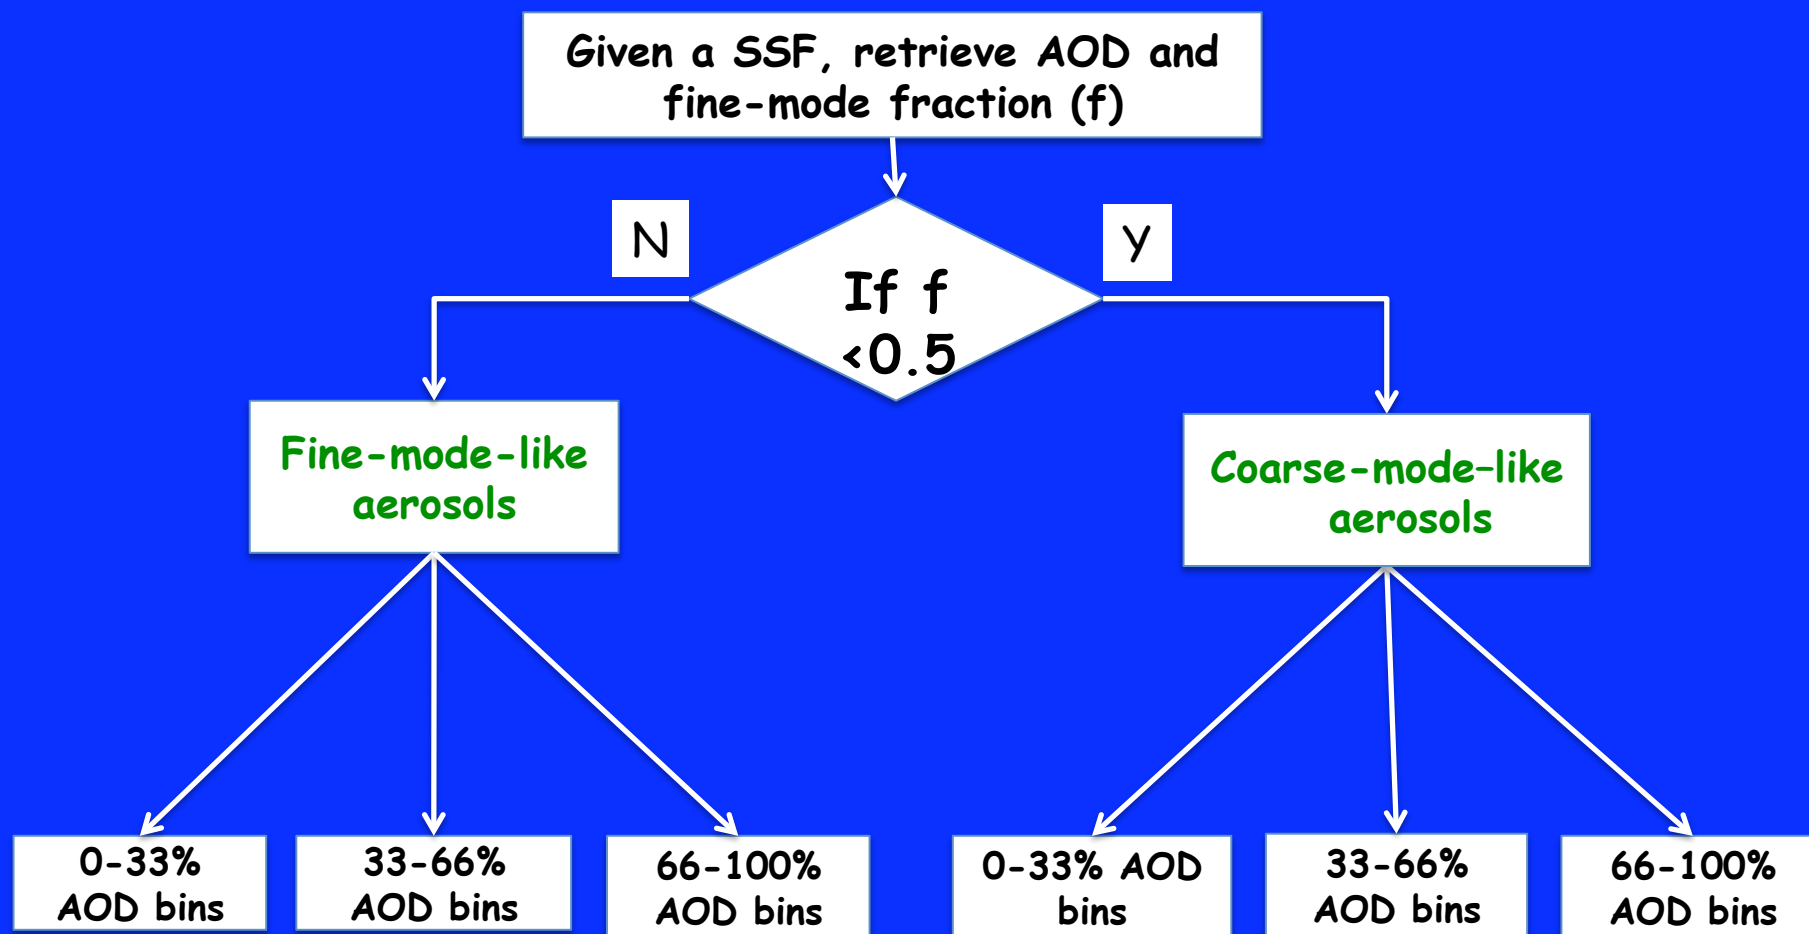 Given a SSF, retrieve AOD and
fine-mode fraction (f)
N
Y
If f
<0.5
Fine-mode-like
aerosols
Coarse-mode-like
aerosols
0-33%
AOD bins
33-66%
AOD bins
66-100%
AOD bins
0-33% AOD
bins
33-66%
AOD bins
66-100%
AOD bins